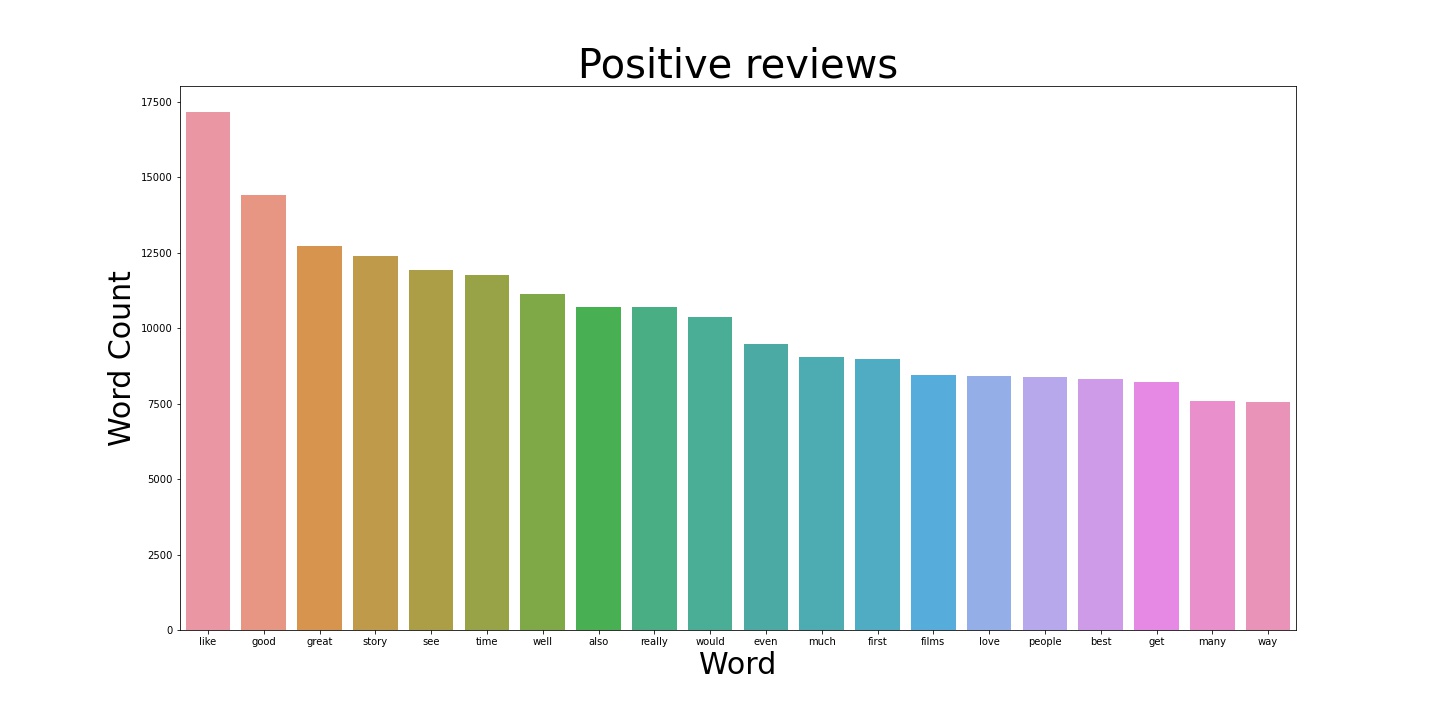 Positive reviews
17500
15000
12500
10000
7500
5000
2500
0
Word Count
like good great story see time well also really would even much first films love people best get many way
Word